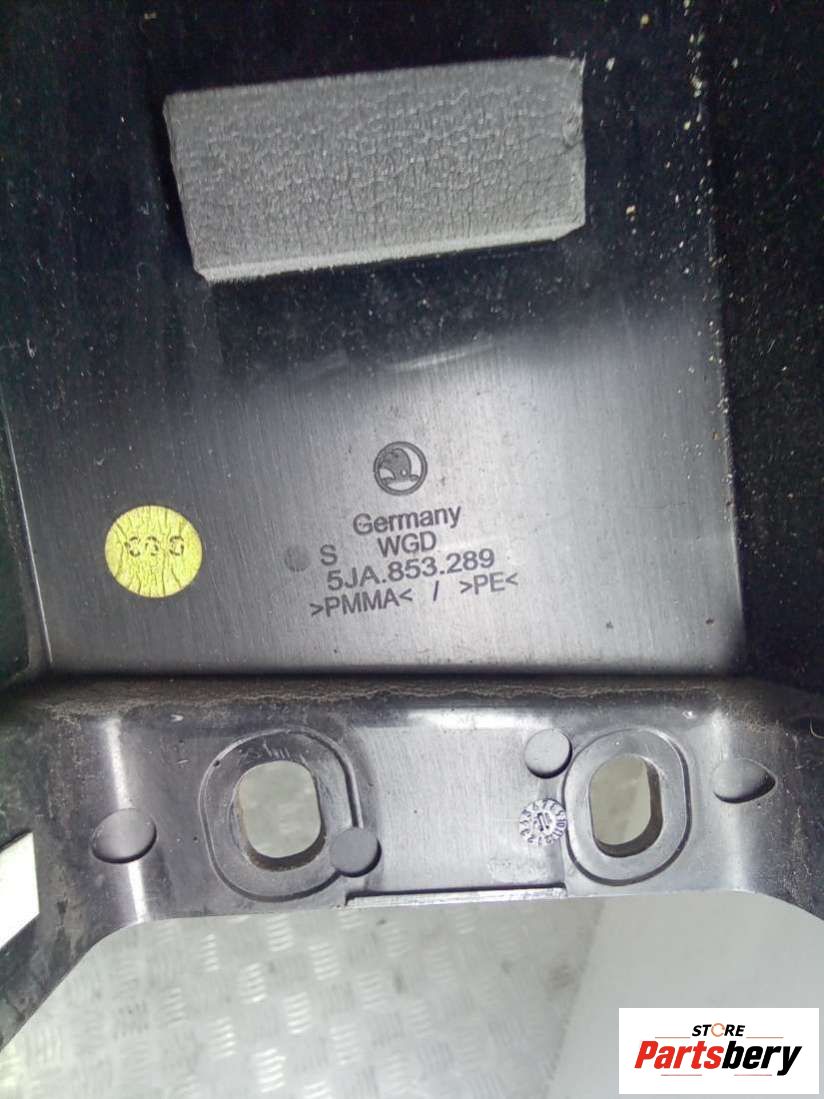 Germany
S WGD
5JA.853.289
>PMMA< / >PE<
STORE
Partsbery